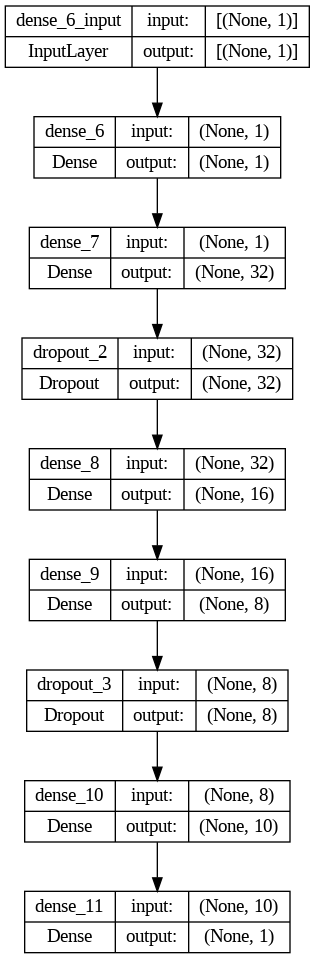 dense_6_input input: [(None, 1)]
InputLayer output: [(None, 1)]
dense_6 input: (None, 1)
Dense output: (None, 1)
dense_7 input: (None, 1)
Dense output: (None, 32)
dropout_2 input: (None, 32)
Dropout output: (None, 32)
dense_8 input: (None, 32)
Dense output: (None, 16)
dense_9 input: (None, 16)
Dense output: (None, 8)
dropout_3 input: (None, 8)
Dropout output: (None, 8)
dense_10 input: (None, 8)
Dense output: (None, 10)
dense_11 input: (None, 10)
Dense output: (None, 1)